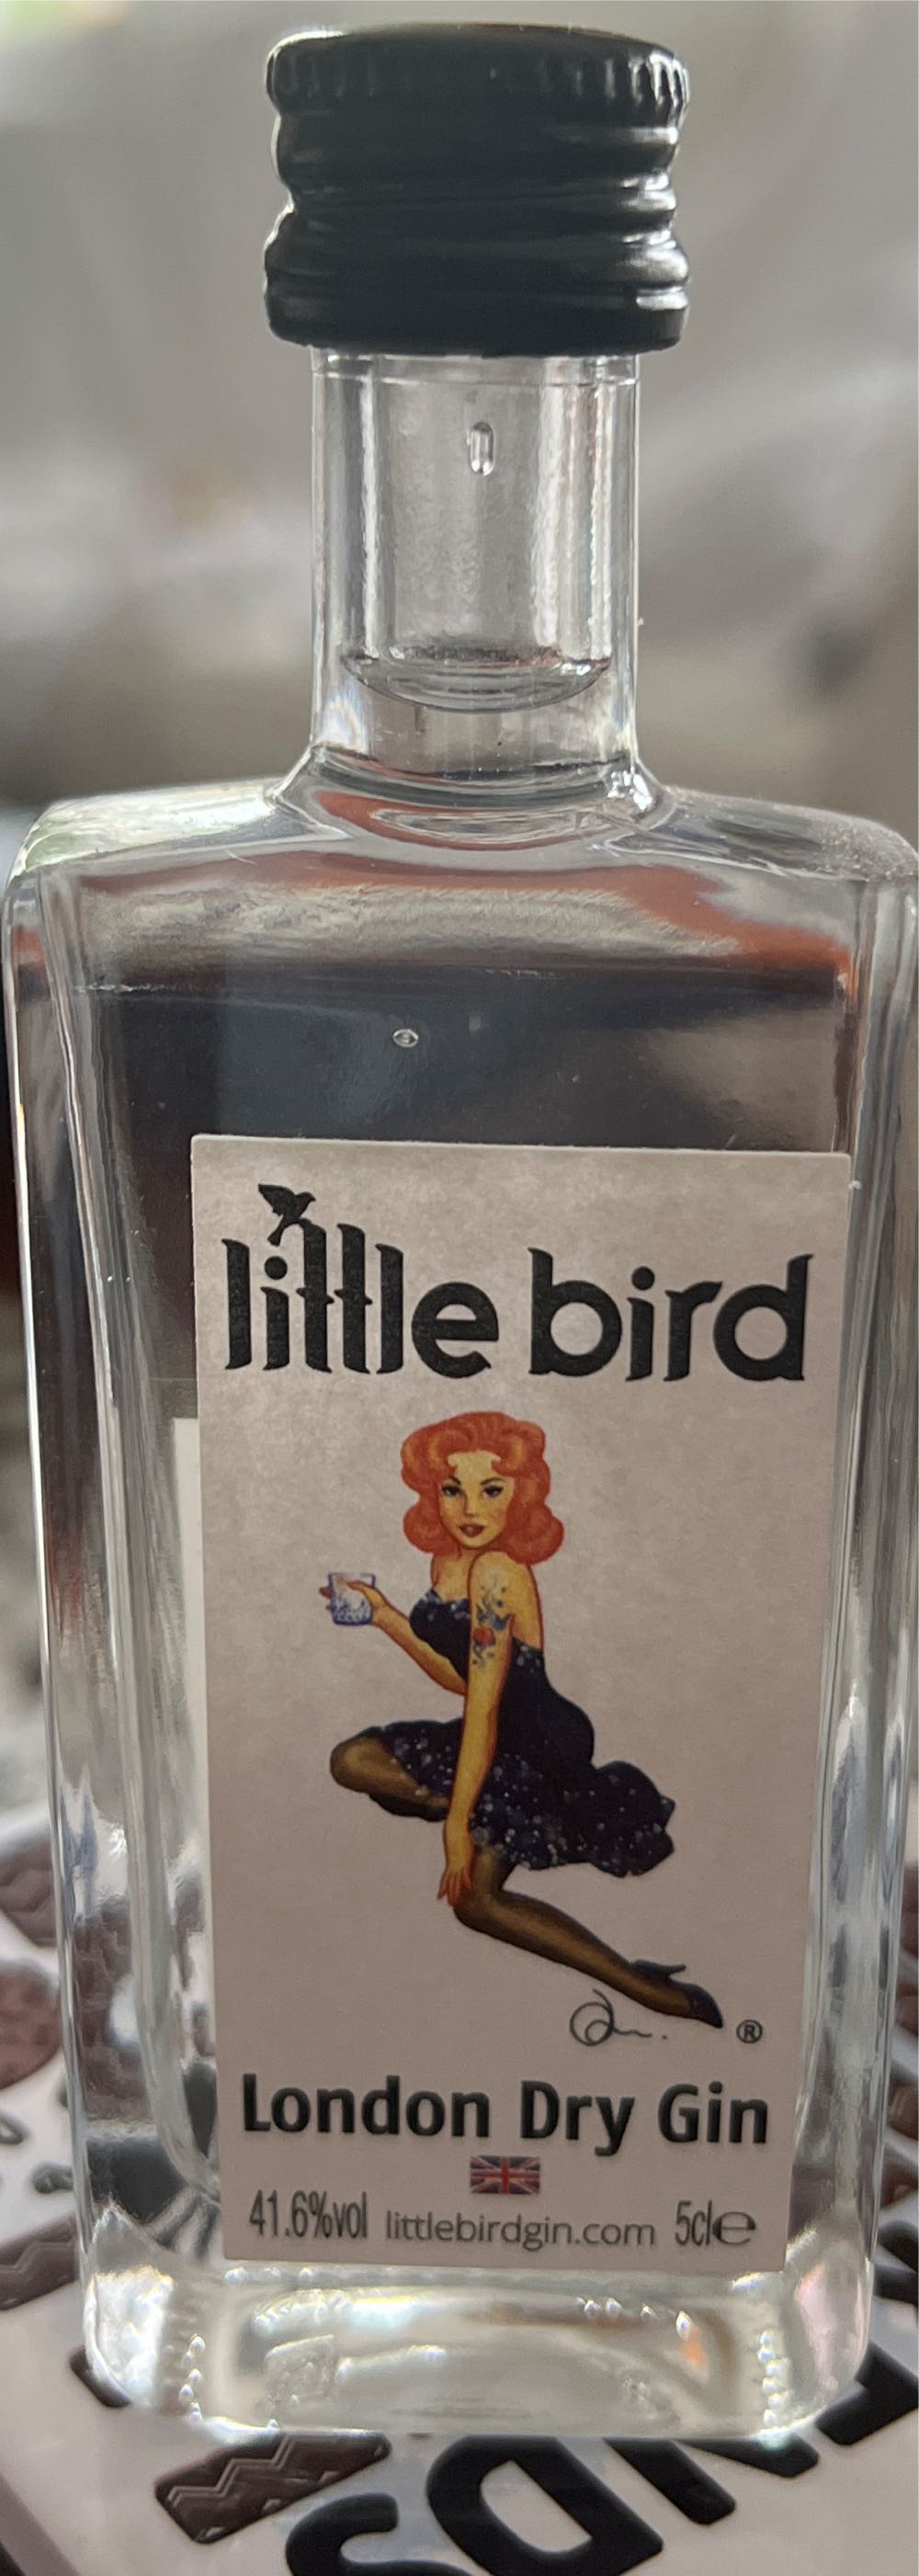 little bird
®
London Dry Gin
41.6%vol littlebirdgin.com 5cl℮